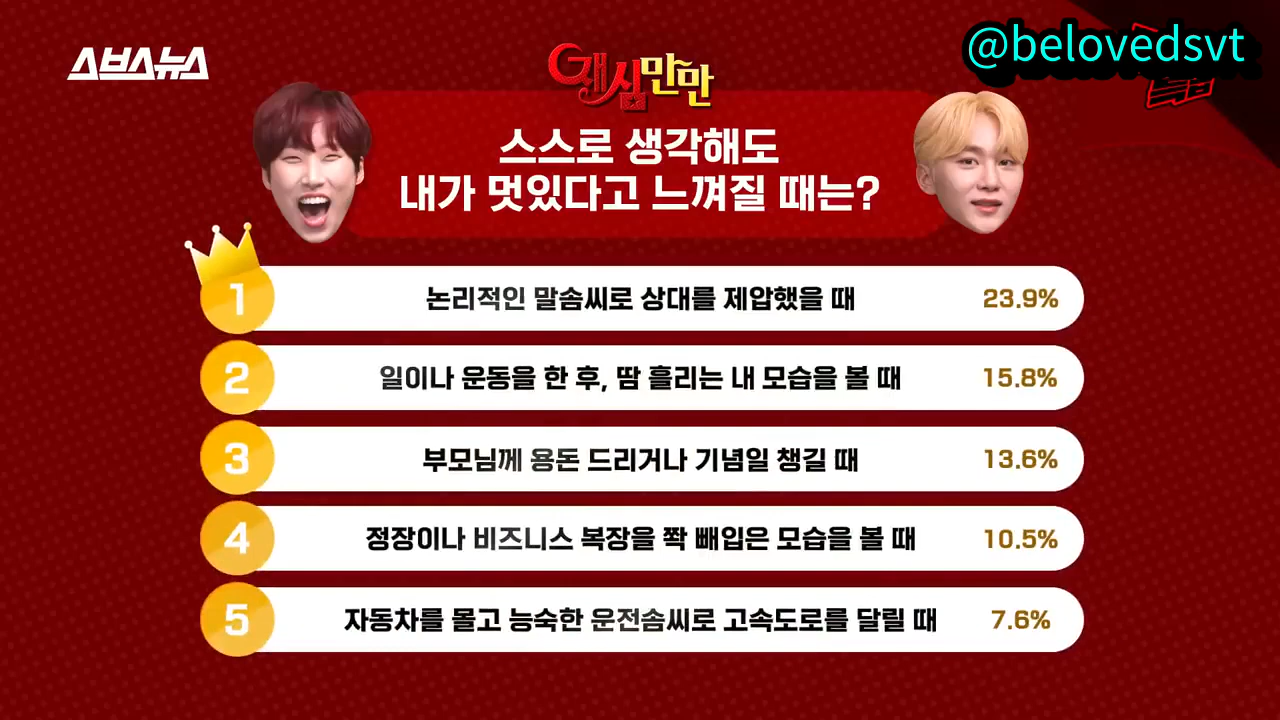 스브스뉴스
@belovedsvt
갬심만만
스스로 생각해도
내가 멋있다고 느껴질 때는?
1 논리적인 말솜씨로 상대를 제압했을 때 23.9%
2 일이나 운동을 한 후, 땀 흘리는 내 모습을 볼 때 15.8%
3 부모님께 용돈 드리거나 기념일 챙길 때 13.6%
4 정장이나 비즈니스 복장을 쫙 빼입은 모습을 볼 때 10.5%
5 자동차를 몰고 능숙한 운전솜씨로 고속도로를 달릴 때 7.6%